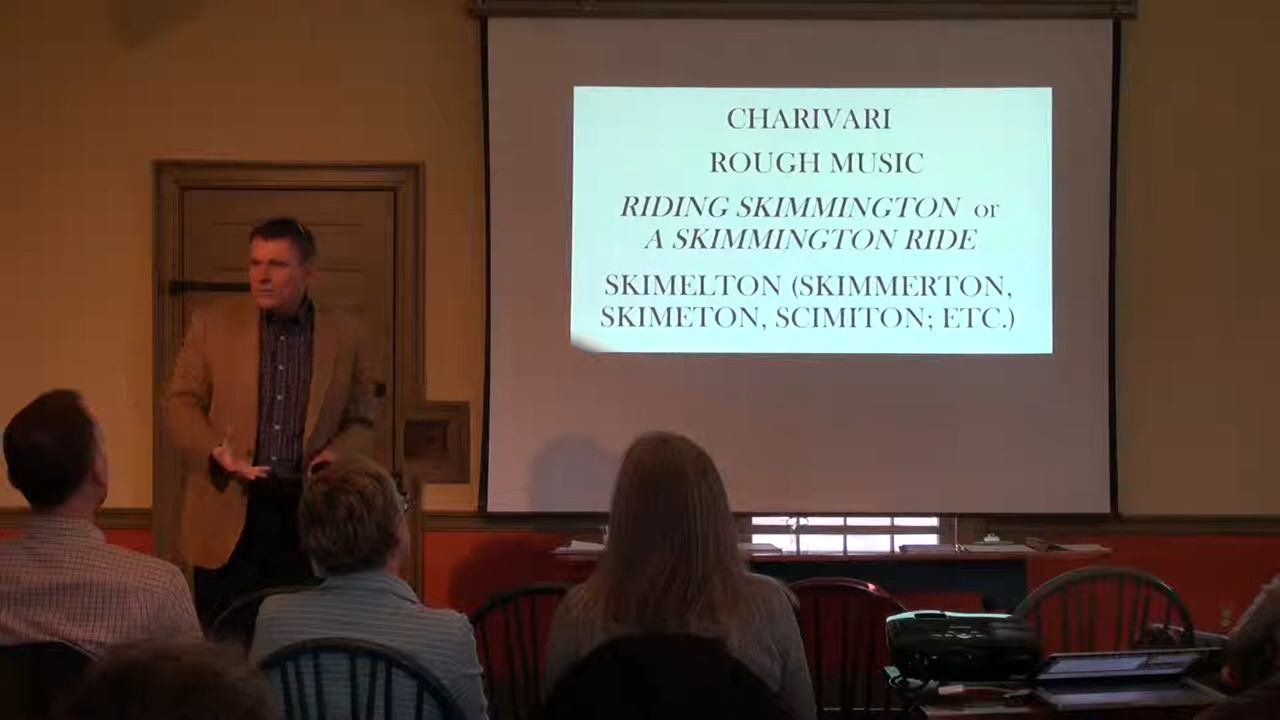 CHARIVARI
ROUGH MUSIC
RIDING SKIMMINGTON or
A SKIMMINGTON RIDE
SKIMELTON (SKIMMERTON,
SKIMETON, SCIMITON; ETC.)